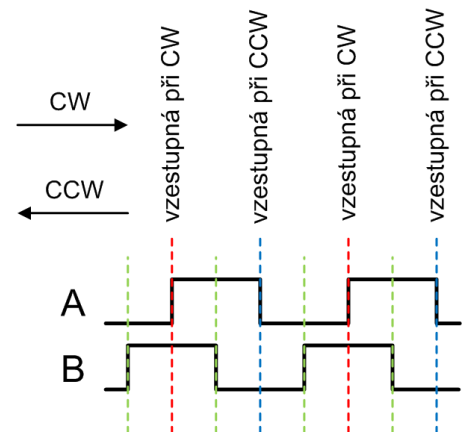 vzestupná při CW
vzestupná při CCW
vzestupná při CW
vzestupná při CCW
CW
CCW
A
B